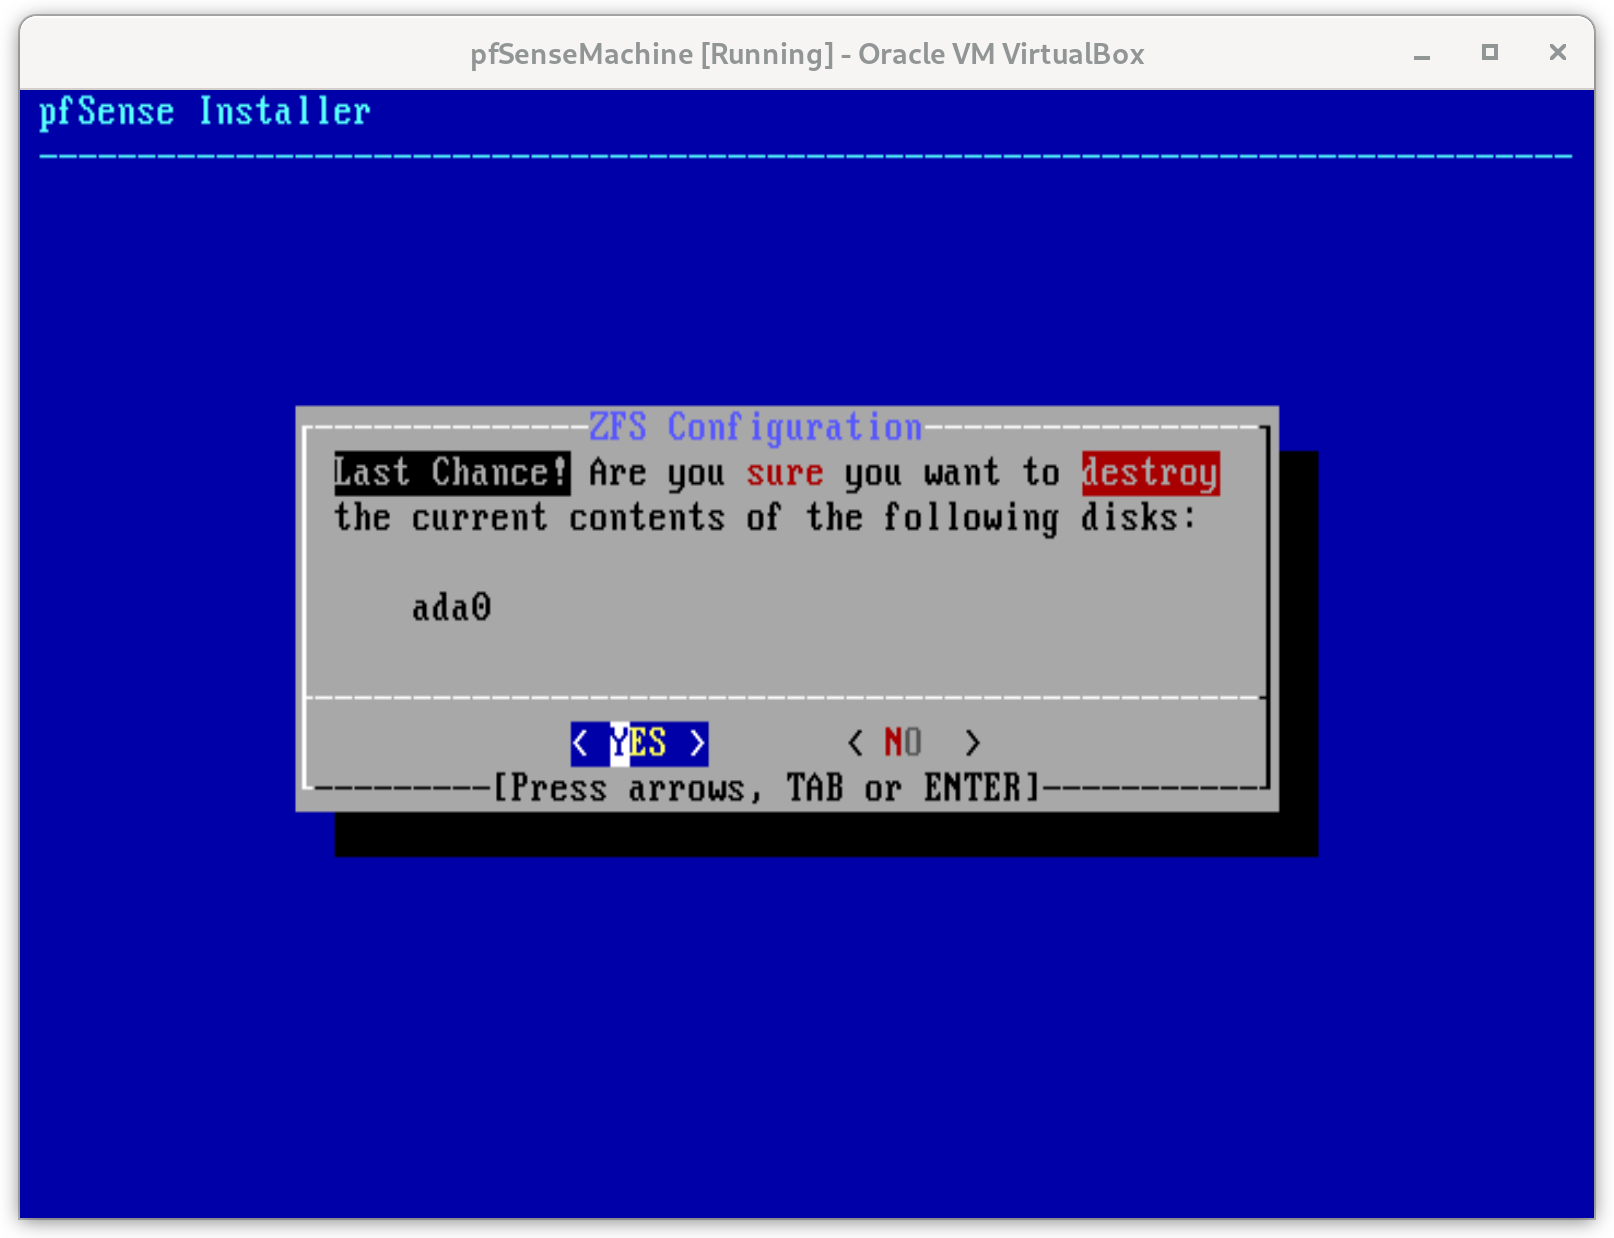 pfSenseMachine [Running] - Oracle VM VirtualBox
pfSense Installer
ZFS Configuration
Last Chance! Are you sure you want to destroy
the current contents of the following disks:
ada0
< YES > < NO >
[Press arrows, TAB or ENTER]